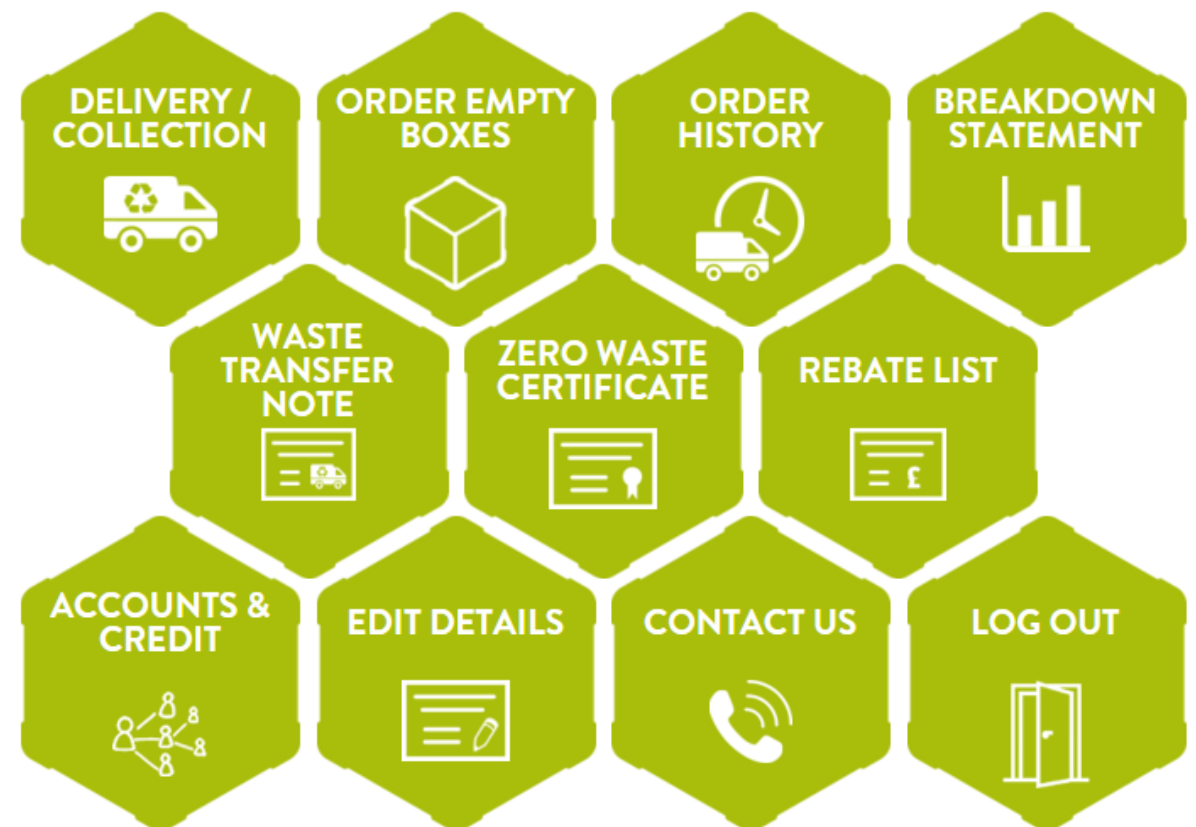 DELIVERY /
COLLECTION
ORDER EMPTY
BOXES
ORDER
HISTORY
BREAKDOWN
STATEMENT
WASTE
TRANSFER
NOTE
ZERO WASTE
CERTIFICATE
REBATE LIST
£
ACCOUNTS &
CREDIT
EDIT DETAILS
CONTACT US
LOG OUT